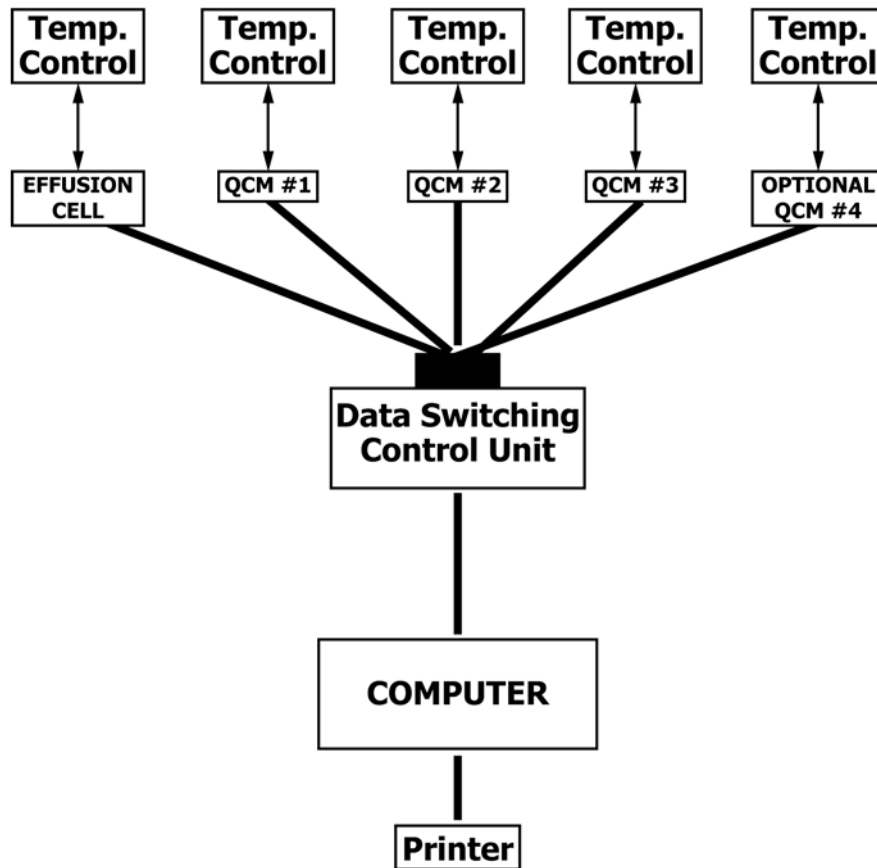 Temp.
Control
Temp.
Control
Temp.
Control
Temp.
Control
Temp.
Control
EFFUSION
CELL
QCM #1
QCM #2
QCM #3
OPTIONAL
QCM #4
Data Switching
Control Unit
COMPUTER
Printer